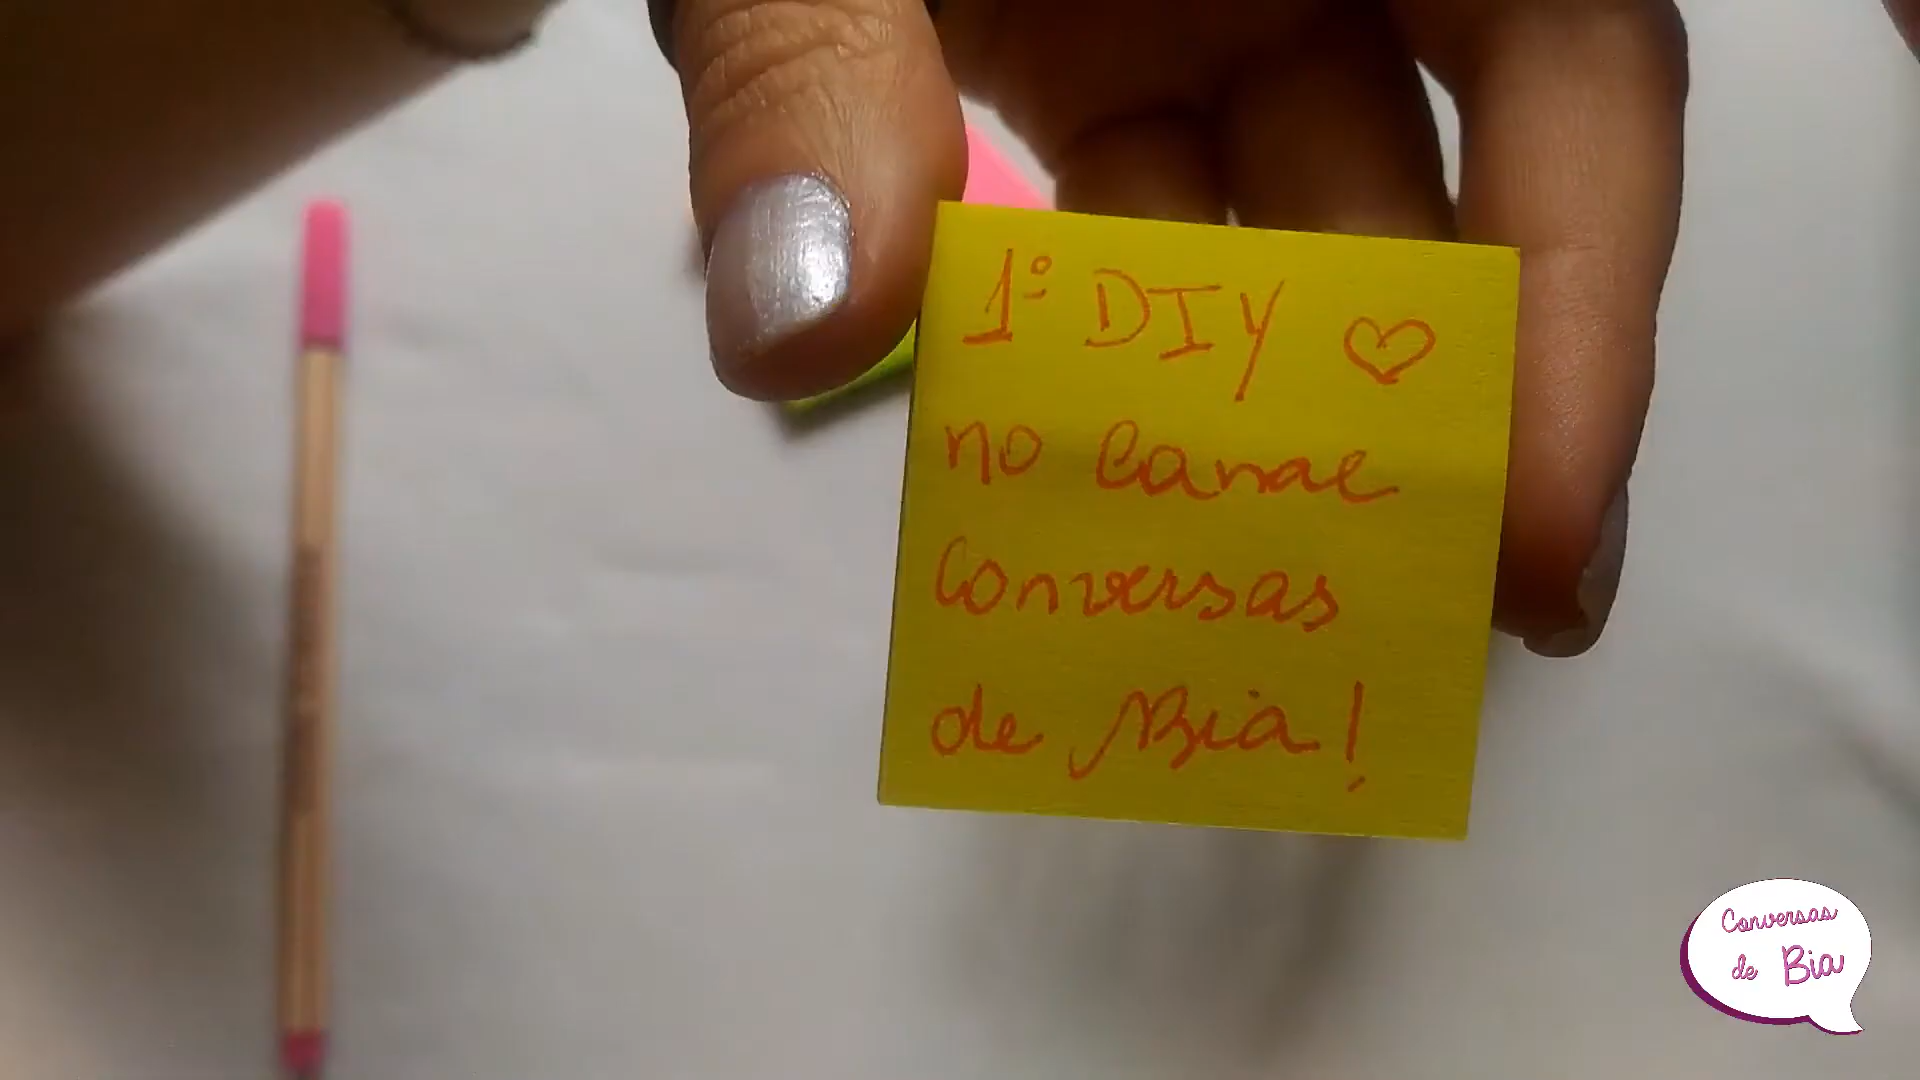 1º DIY ♡
no Canal
Conversas
de Bia!
Conversas
de Bia